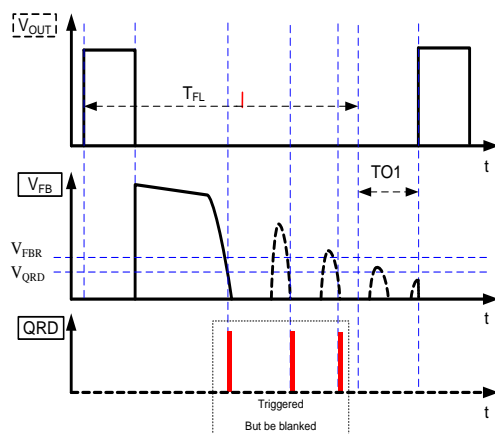 VOUT
TFL
t
TO1
VFB
VFBR
VQRD
t
QRD
Triggered
But be blanked
t